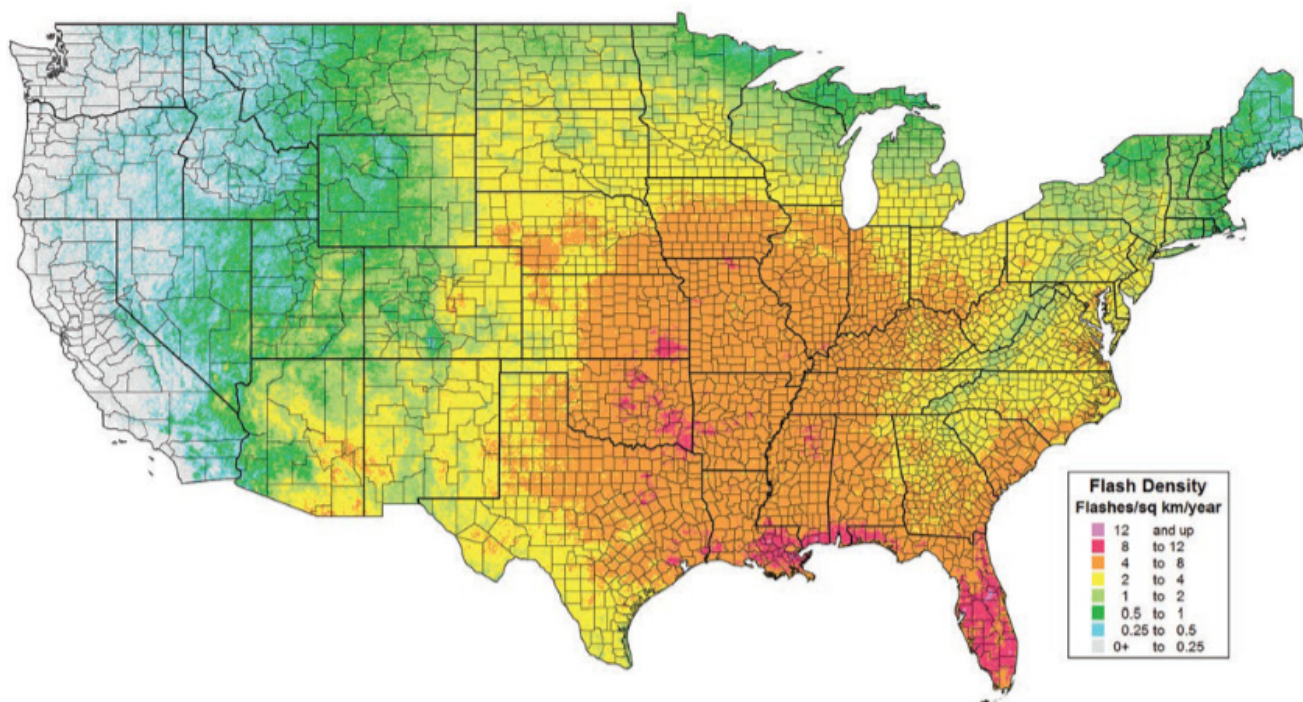 Flash Density
Flashes/sq km/year
12 and up
8 to 12
4 to 8
2 to 4
1 to 2
0.5 to 1
0.25 to 0.5
0+ to 0.25